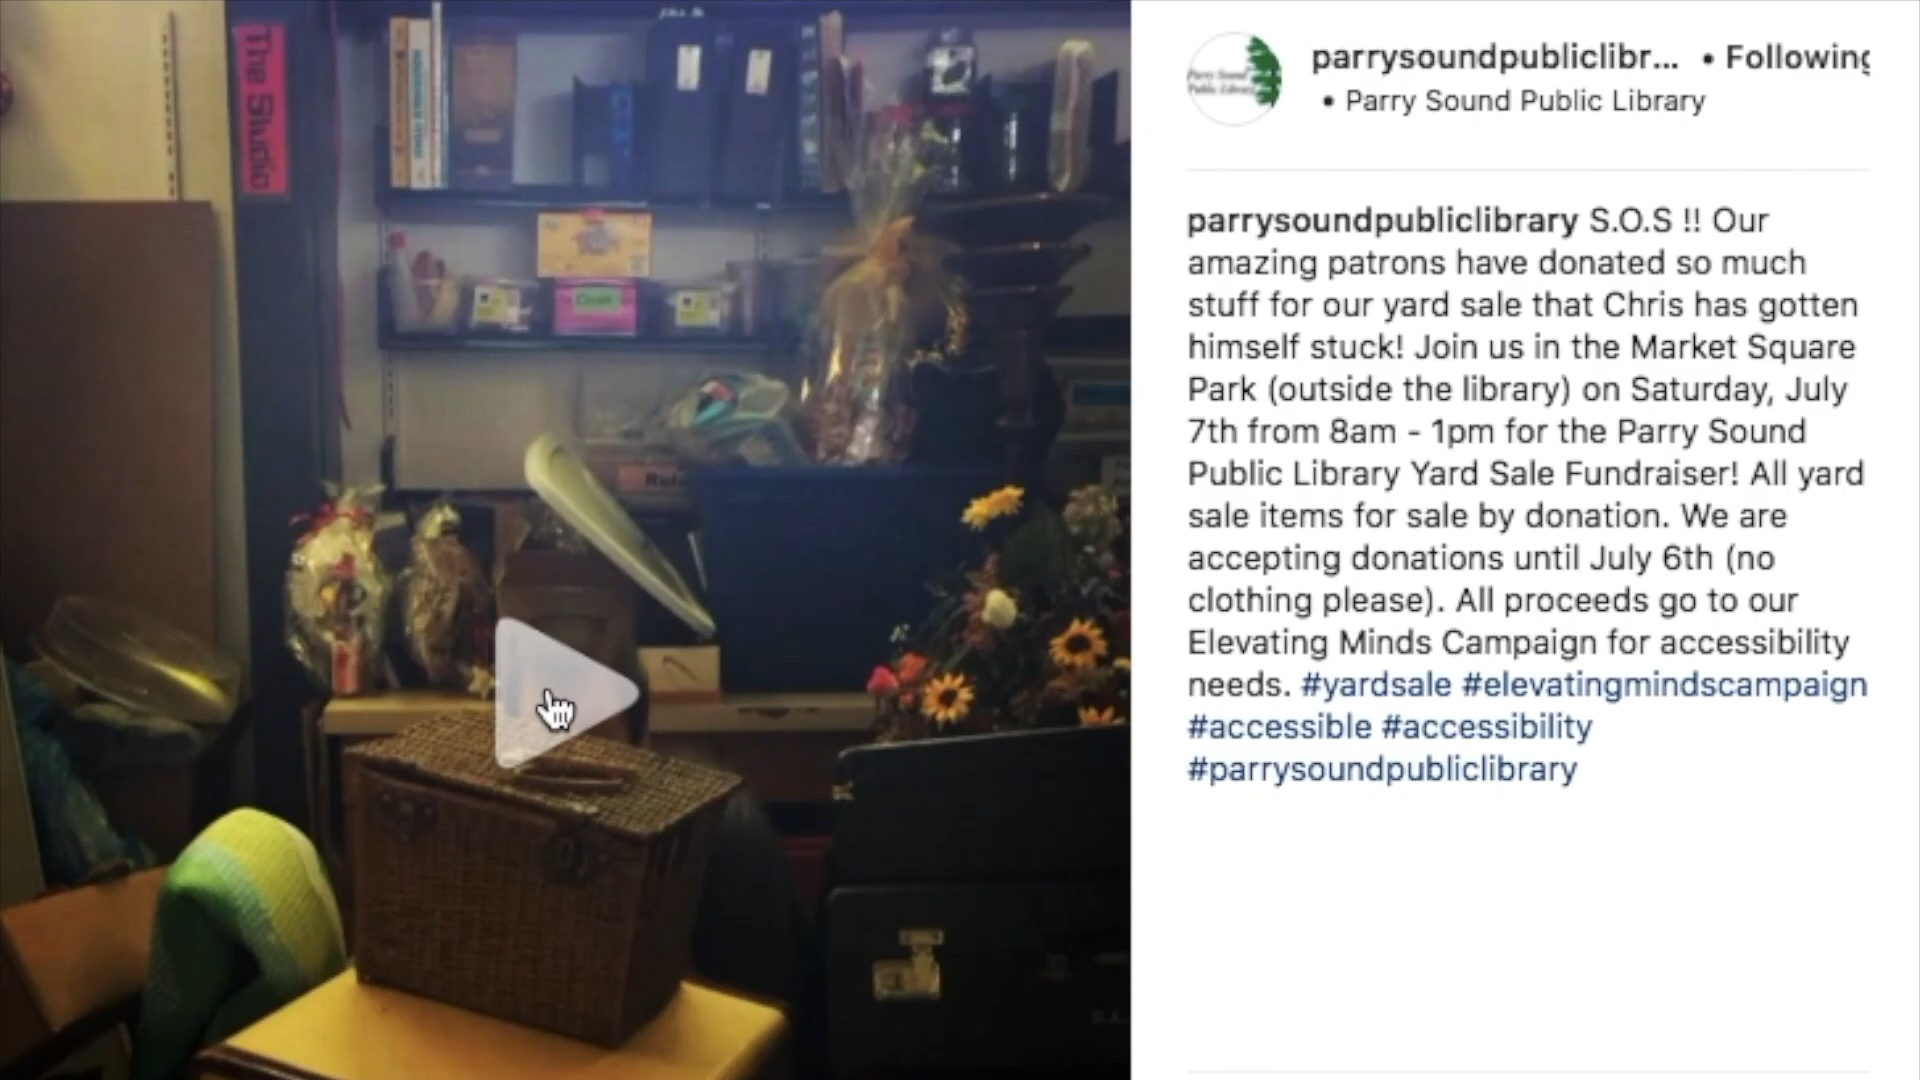 The Studio
Parry Sound
Public Library
parrysoundpubliclibr... • Following
• Parry Sound Public Library
parrysoundpubliclibrary S.O.S !! Our
amazing patrons have donated so much
stuff for our yard sale that Chris has gotten
himself stuck! Join us in the Market Square
Park (outside the library) on Saturday, July
7th from 8am - 1pm for the Parry Sound
Public Library Yard Sale Fundraiser! All yard
sale items for sale by donation. We are
accepting donations until July 6th (no
clothing please). All proceeds go to our
Elevating Minds Campaign for accessibility
needs. #yardsale #elevatingmindscampaign
#accessible #accessibility
#parrysoundpubliclibrary